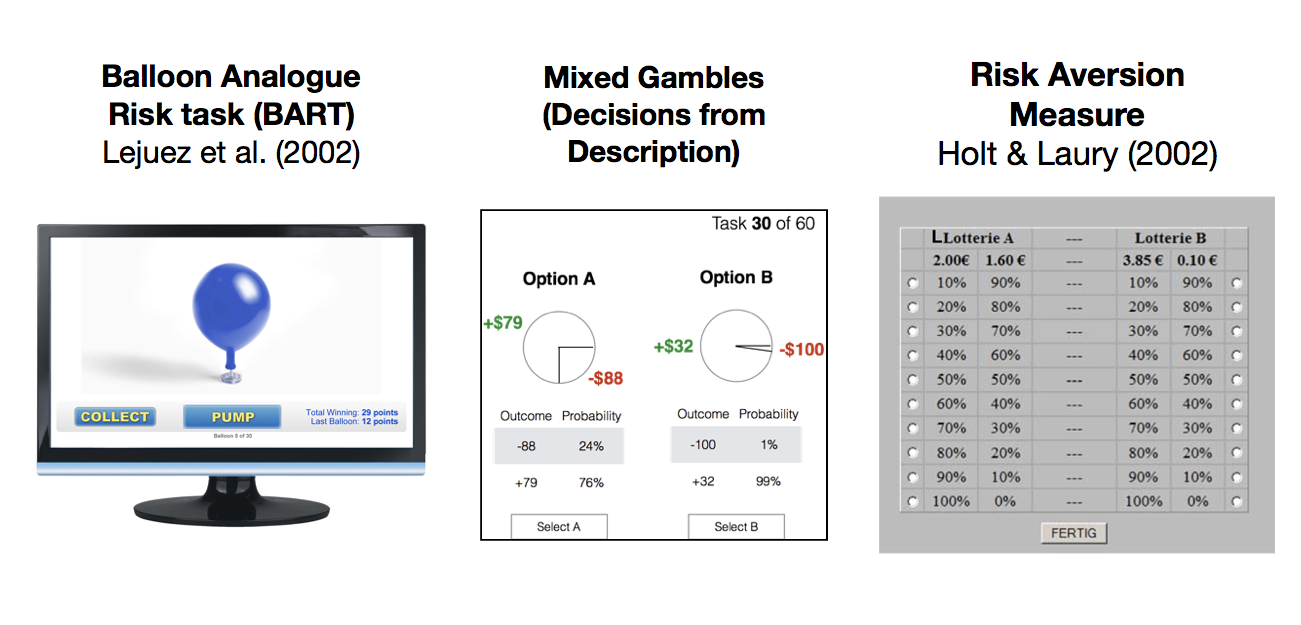 Balloon Analogue
Risk task (BART)
Lejuez et al. (2002)
COLLECT
PUMP
Total Winning: 29 points
Last Balloon: 12 points
Balloon 5 of 30
Mixed Gambles
(Decisions from
Description)
Task 30 of 60
Option A
Option B
+$79
-$88
+$32
-$100
Outcome Probability
-88 24%
+79 76%
Select A
Outcome Probability
-100 1%
+32 99%
Select B
Risk Aversion
Measure
Holt & Laury (2002)
LLotterie A --- Lotterie B
2.00€ 1.60 € --- 3.85 € 0.10 €
10% 90% --- 10% 90%
20% 80% --- 20% 80%
30% 70% --- 30% 70%
40% 60% --- 40% 60%
50% 50% --- 50% 50%
60% 40% --- 60% 40%
70% 30% --- 70% 30%
80% 20% --- 80% 20%
90% 10% --- 90% 10%
100% 0% --- 100% 0%
FERTIG